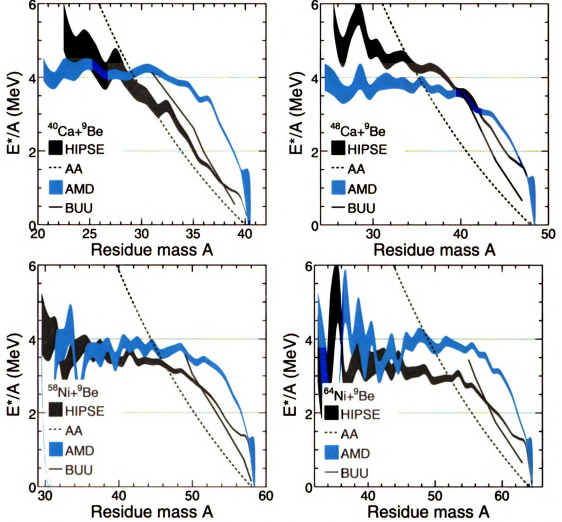 6
4
2
0
E*/A (MeV)
⁴⁰Ca+⁹Be
HIPSE
AA
AMD
BUU
20 25 30 35 40
Residue mass A
6
4
2
0
E*/A (MeV)
⁴⁸Ca+⁹Be
HIPSE
AA
AMD
BUU
30 40 50
Residue mass A
6
4
2
0
E*/A (MeV)
⁵⁸Ni+⁹Be
HIPSE
AA
AMD
BUU
30 40 50 60
Residue mass A
6
4
2
0
E*/A (MeV)
⁶⁴Ni+⁹Be
HIPSE
AA
AMD
BUU
40 50 60
Residue mass A